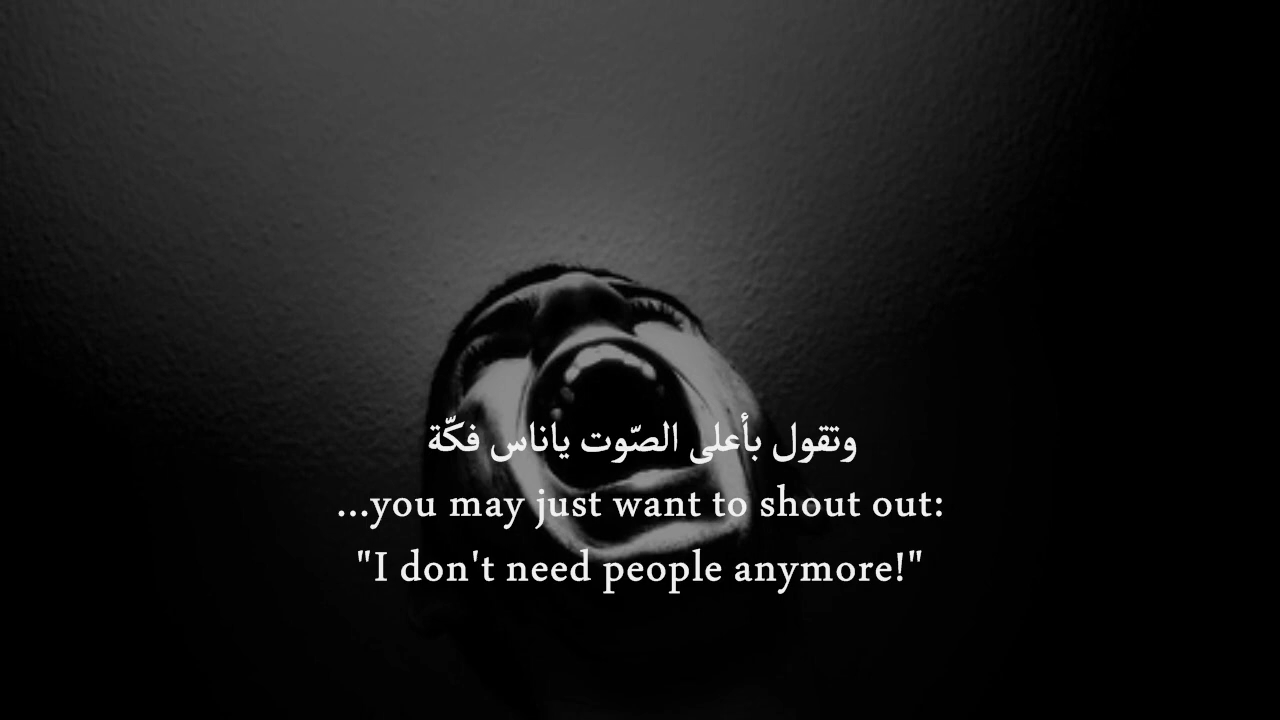 وتقول بأعلى الصّوت ياناس فكّة
...you may just want to shout out:
"I don't need people anymore!"